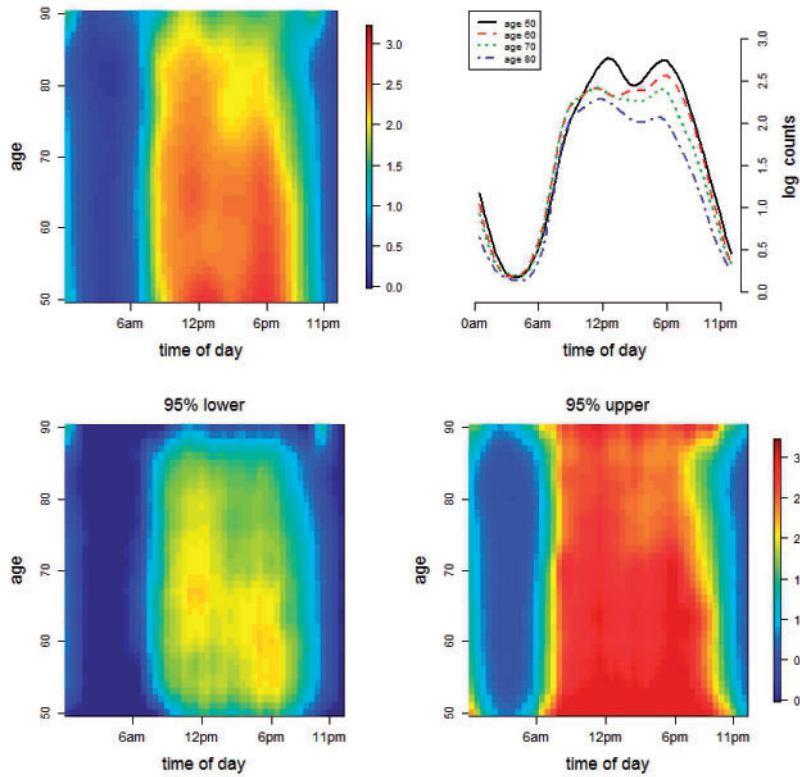 90
80
70
60
50
age
6am
12pm
6pm
11pm
time of day
3.0
2.5
2.0
1.5
1.0
0.5
0.0
age 50
age 60
age 70
age 80
0am
6am
12pm
6pm
11pm
time of day
3.0
2.5
2.0
1.5
1.0
0.5
0.0
log counts
95% lower
90
80
70
60
50
age
6am
12pm
6pm
11pm
time of day
95% upper
90
80
70
60
50
age
6am
12pm
6pm
11pm
time of day
3
2
2
1
1
0
0